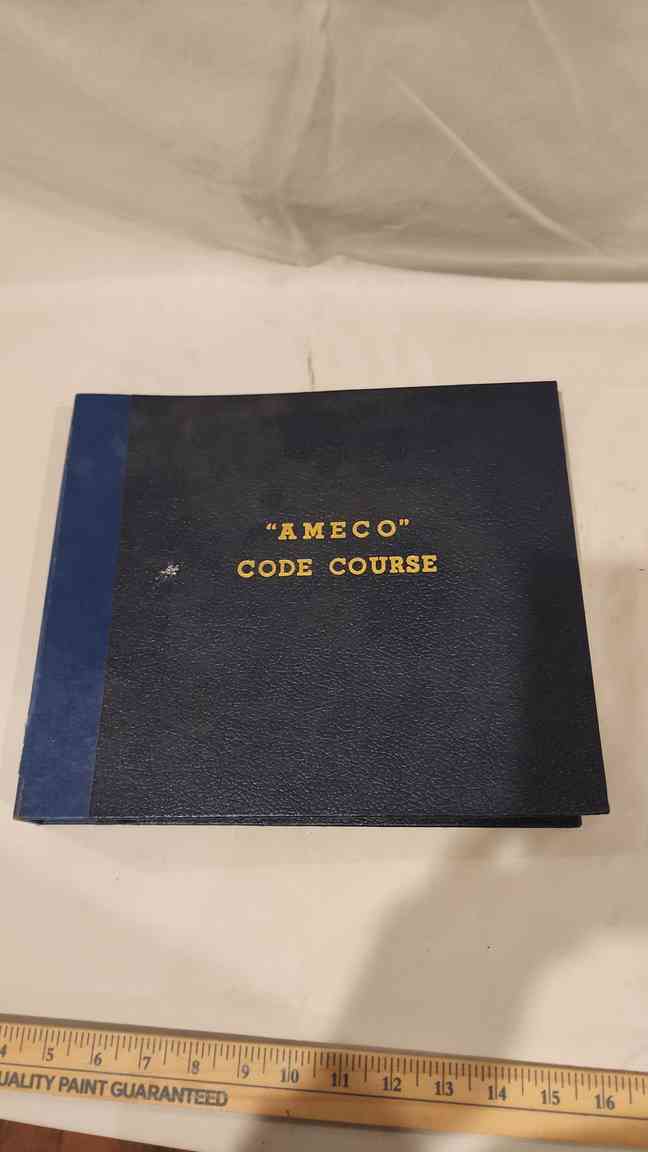 “AMECO”
CODE COURSE
4 5 6 7 8 9 10 11 12 13 14 15 16
UALITY PAINT GUARANTEED